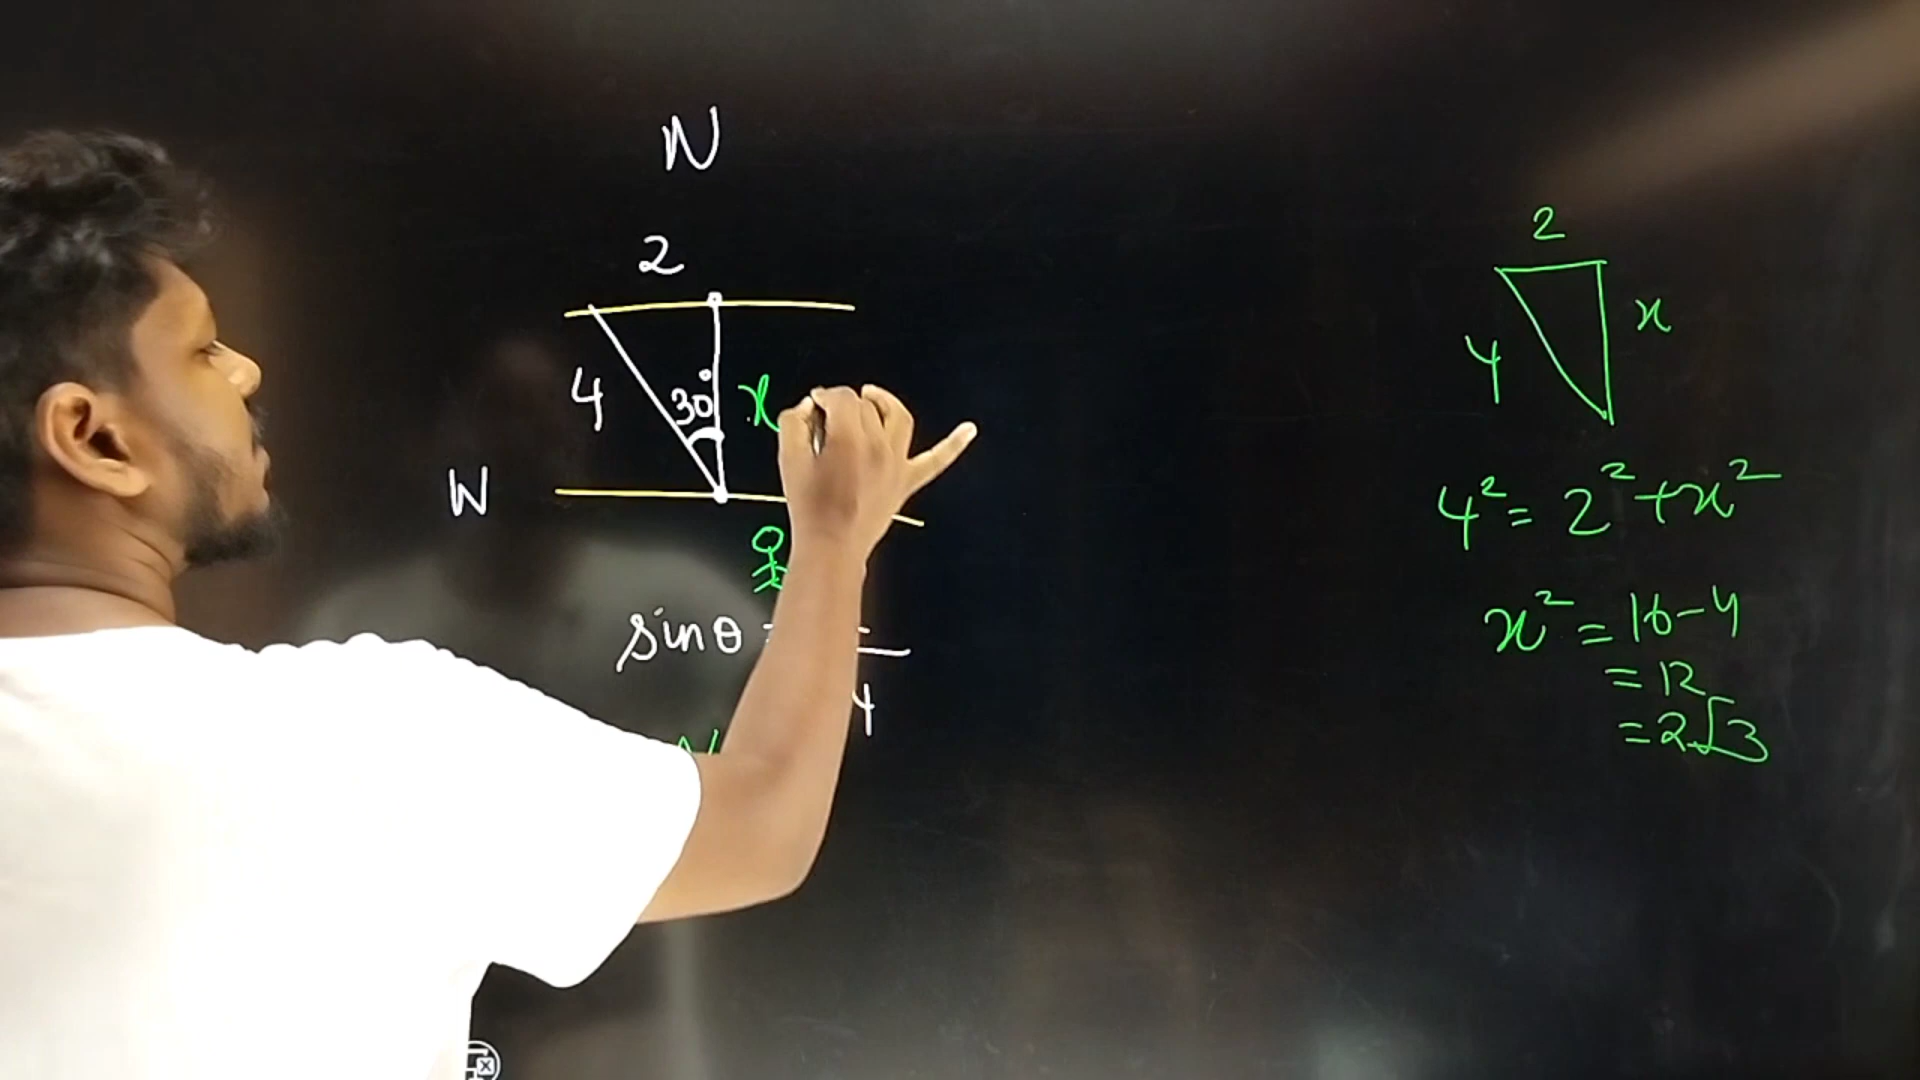 N
2
4
30°
x
W
sinθ =
4
2
4
x
4² = 2² + x²
x² = 16 - 4
= 12
= 2√3